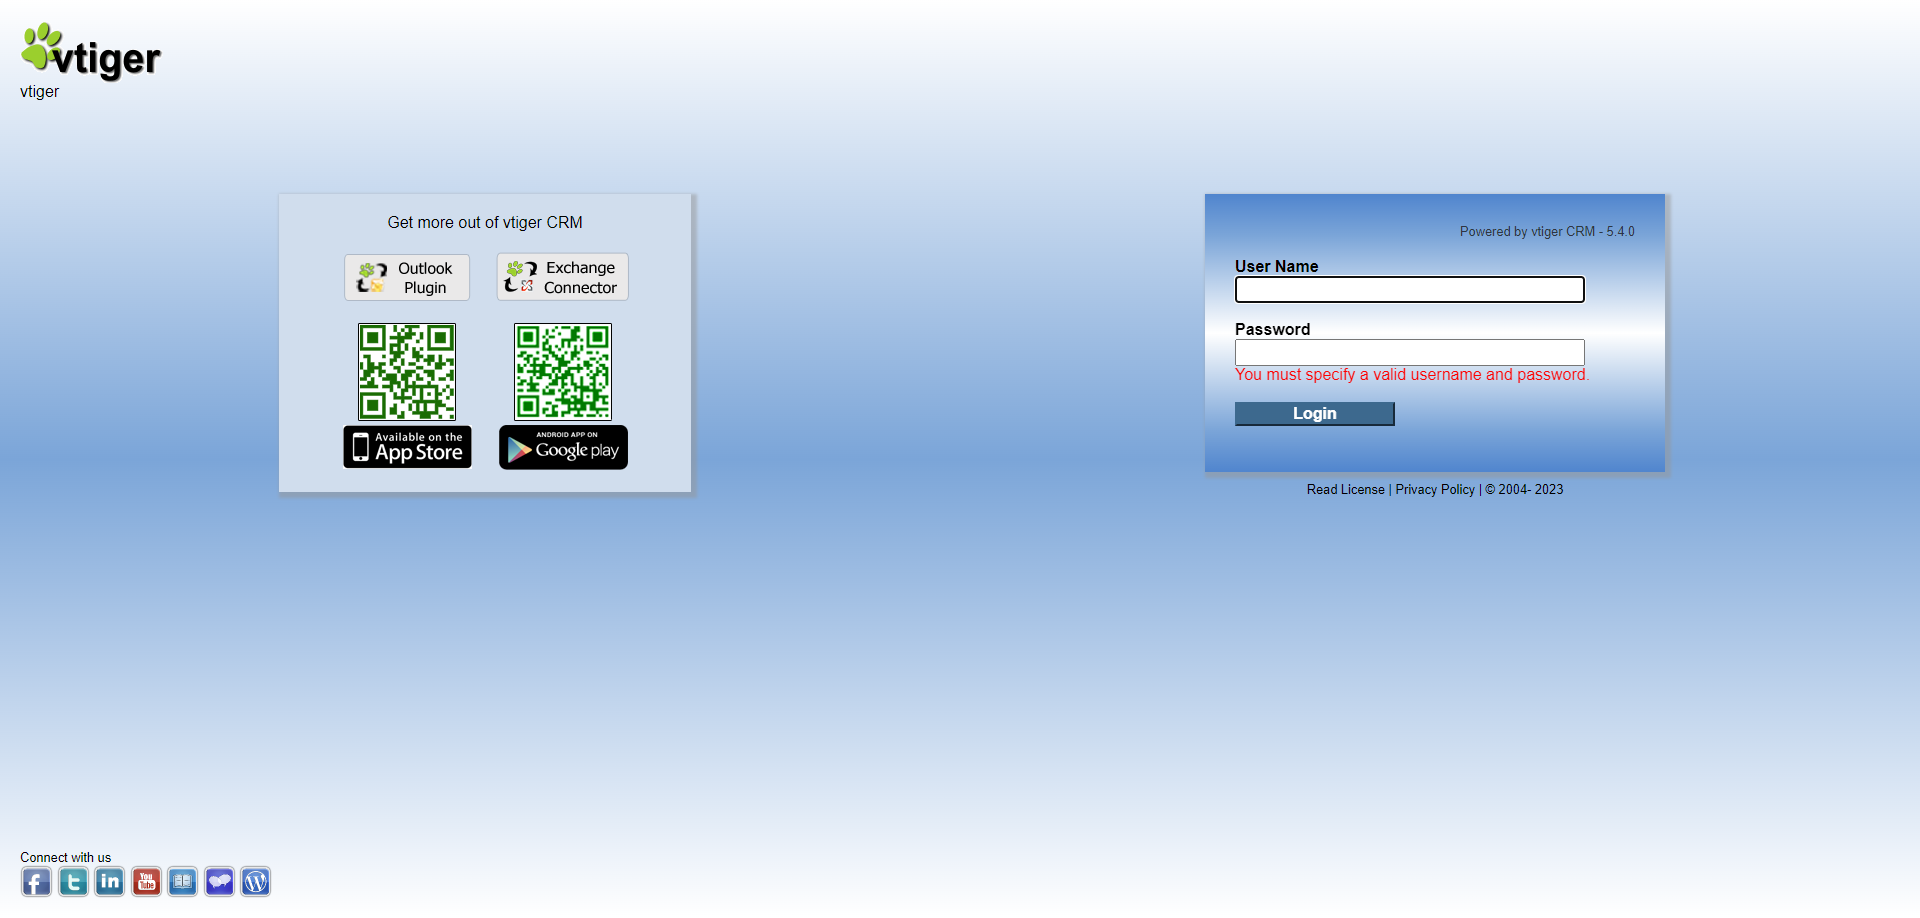 vtiger
vtiger
Get more out of vtiger CRM
Outlook
Plugin
Exchange
Connector
Available on the
App Store
ANDROID APP ON
Google play
Powered by vtiger CRM - 5.4.0
User Name
Password
You must specify a valid username and password.
Login
Read License | Privacy Policy | © 2004- 2023
Connect with us
f
t
in
You
Tube
W